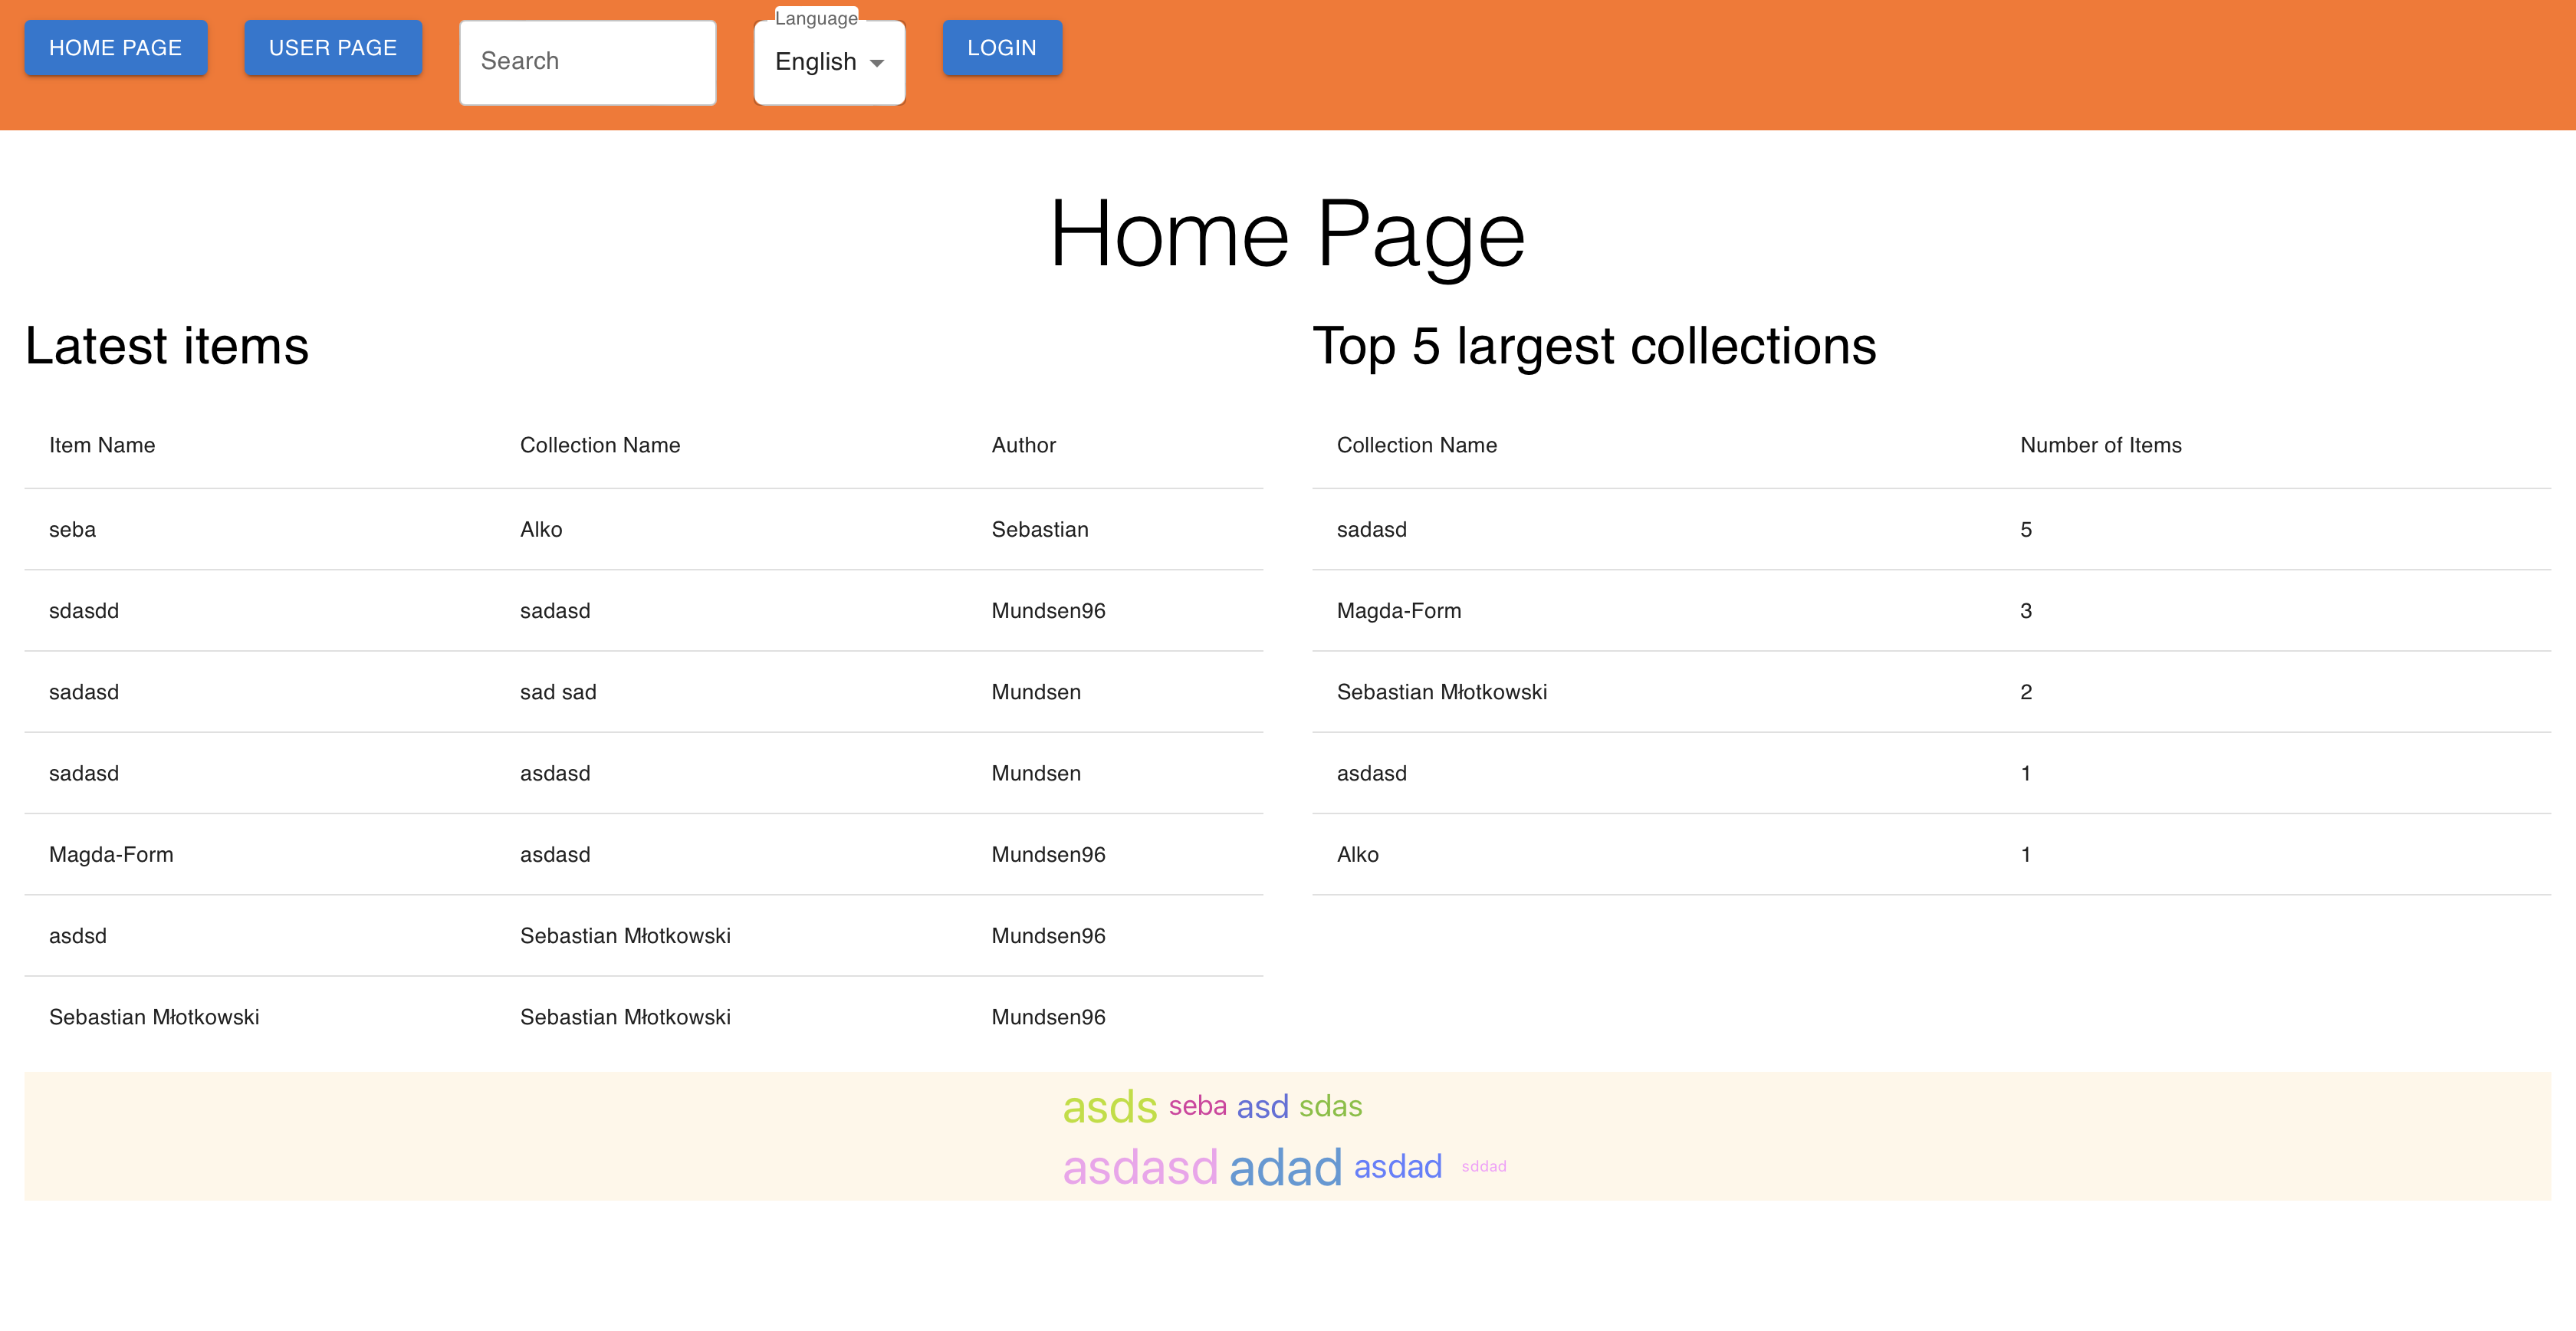 HOME PAGE USER PAGE Search Language English LOGIN
Home Page
Latest items
Item Name Collection Name Author
seba Alko Sebastian
sdasdd sadasd Mundsen96
sadasd sad sad Mundsen
sadasd asdasd Mundsen
Magda-Form asdasd Mundsen96
asdsd Sebastian Młotkowski Mundsen96
Sebastian Młotkowski Sebastian Młotkowski Mundsen96
Top 5 largest collections
Collection Name Number of Items
sadasd 5
Magda-Form 3
Sebastian Młotkowski 2
asdasd 1
Alko 1
asds seba asd sdas
asdasd adad asdad sddad